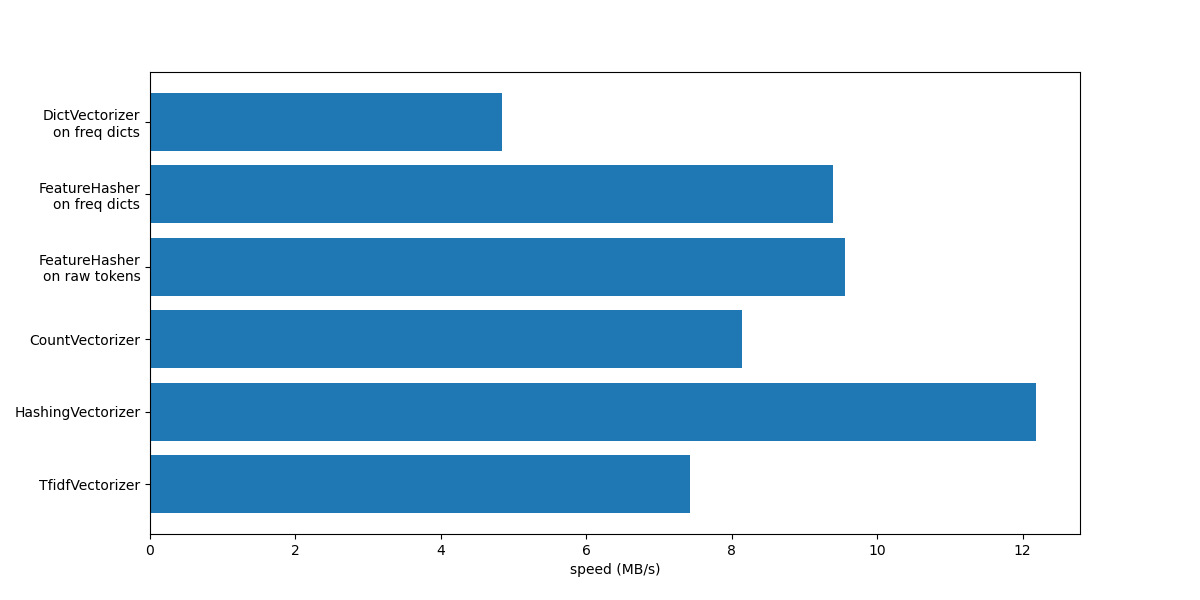 DictVectorizer
on freq dicts
FeatureHasher
on freq dicts
FeatureHasher
on raw tokens
CountVectorizer
HashingVectorizer
TfidfVectorizer
0 2 4 6 8 10 12
speed (MB/s)